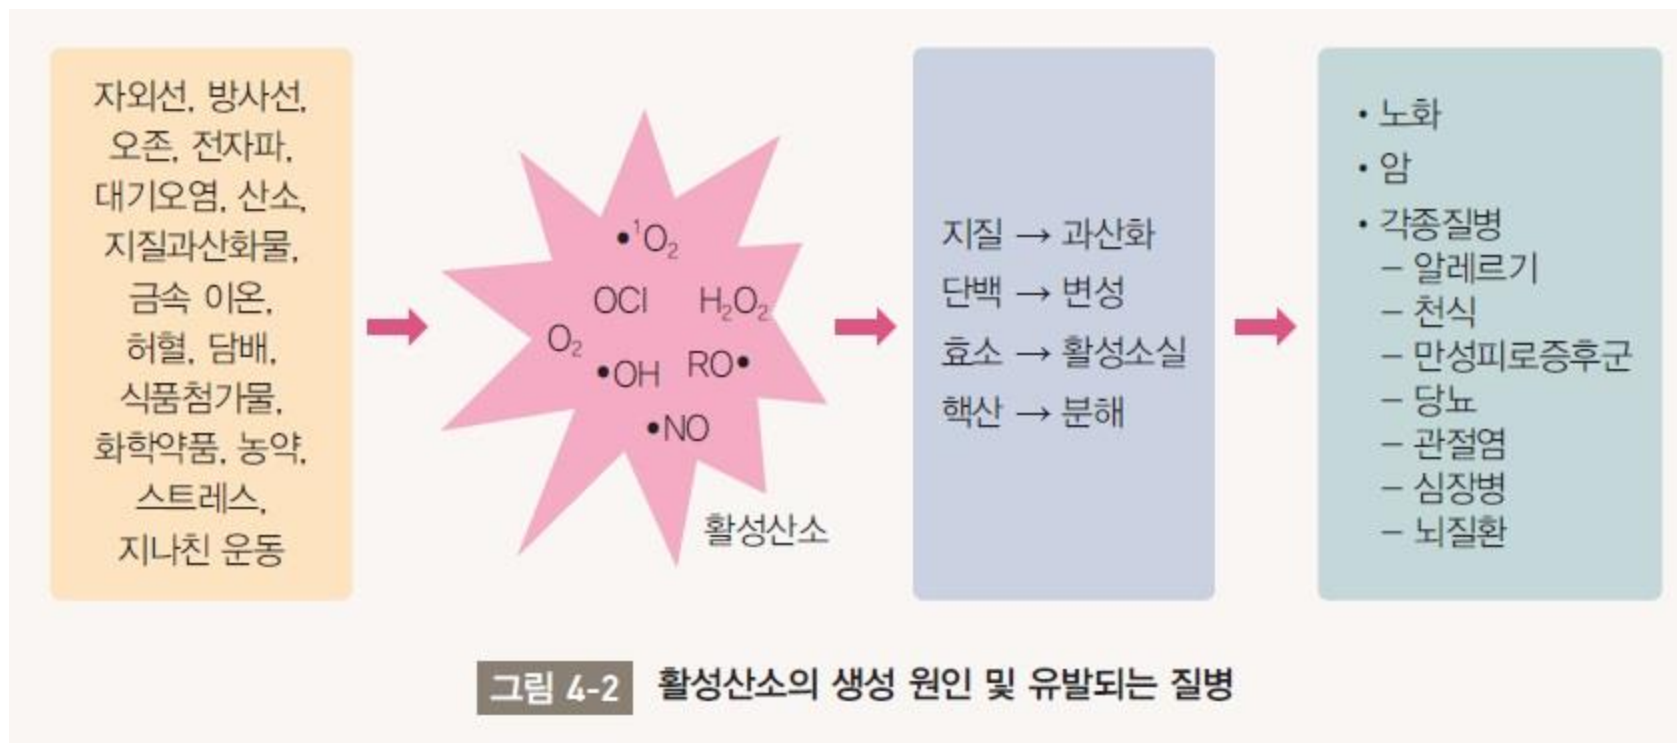 자외선, 방사선,
오존, 전자파,
대기오염, 산소,
지질과산화물,
금속 이온,
허혈, 담배,
식품첨가물,
화학약품, 농약,
스트레스,
지나친 운동
•¹O₂
OCl H₂O₂
O₂
•OH RO•
•NO
활성산소
지질 → 과산화
단백 → 변성
효소 → 활성소실
핵산 → 분해
• 노화
• 암
• 각종질병
– 알레르기
– 천식
– 만성피로증후군
– 당뇨
– 관절염
– 심장병
– 뇌질환
그림 4-2 활성산소의 생성 원인 및 유발되는 질병